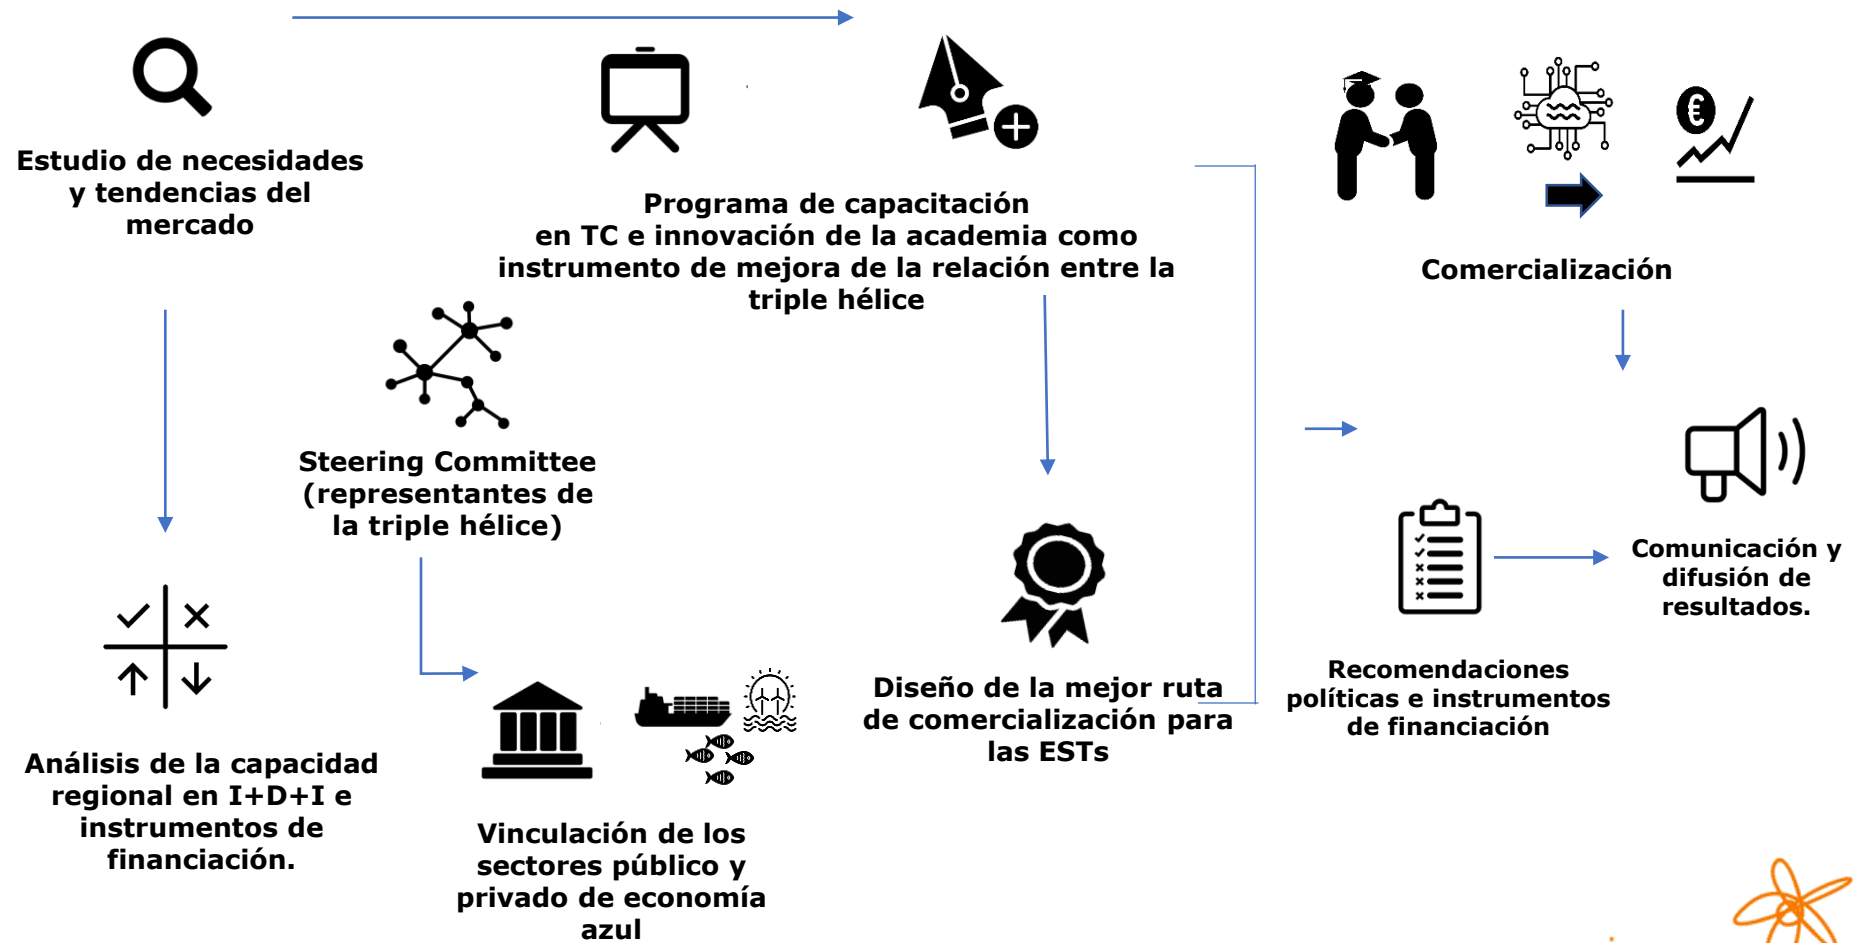 Estudio de necesidades
y tendencias del
mercado
Programa de capacitación
en TC e innovación de la academia como
instrumento de mejora de la relación entre la
triple hélice
Comercialización
Steering Committee
(representantes de
la triple hélice)
Análisis de la capacidad
regional en I+D+I e
instrumentos de
financiación.
Vinculación de los
sectores público y
privado de economía
azul
Diseño de la mejor ruta
de comercialización para
las ESTs
Recomendaciones
políticas e instrumentos
de financiación
Comunicación y
difusión de
resultados.